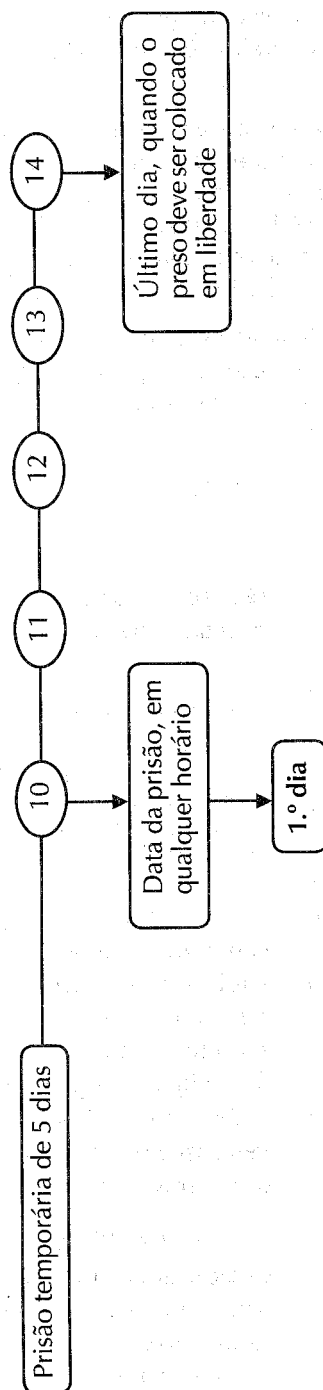 Prisão temporária de 5 dias
10
11
12
13
14
Data da prisão, em
qualquer horário
1.º dia
Último dia, quando o
preso deve ser colocado
em liberdade